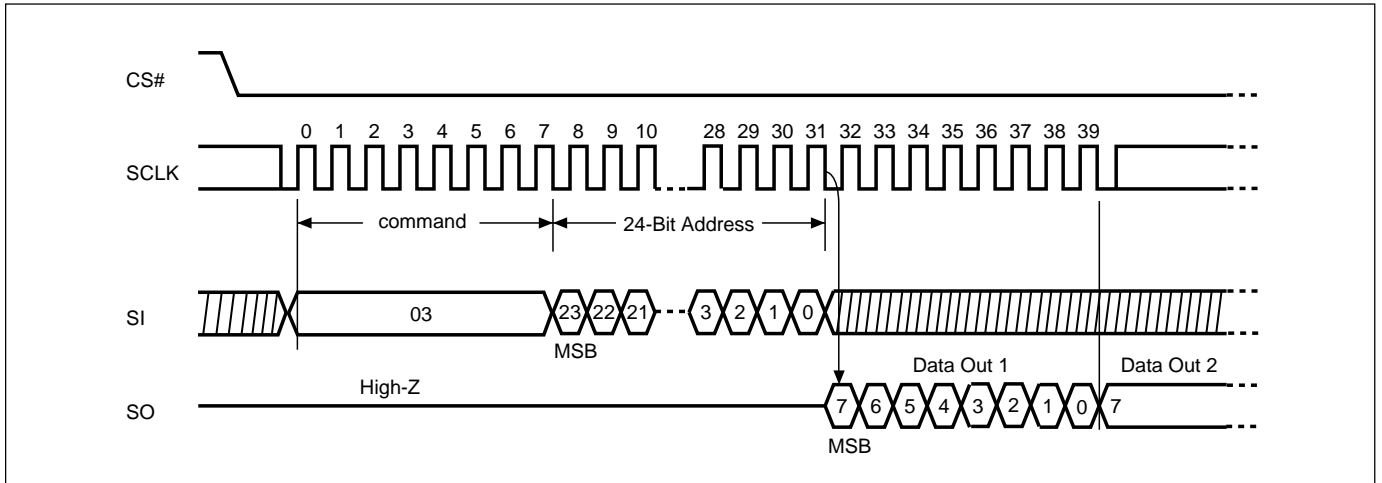 CS#
0 1 2 3 4 5 6 7 8 9 10 28 29 30 31 32 33 34 35 36 37 38 39
SCLK
command 24-Bit Address
SI 03 23 22 21 3 2 1 0
MSB
Data Out 1 Data Out 2
High-Z
SO 7 6 5 4 3 2 1 0 7
MSB